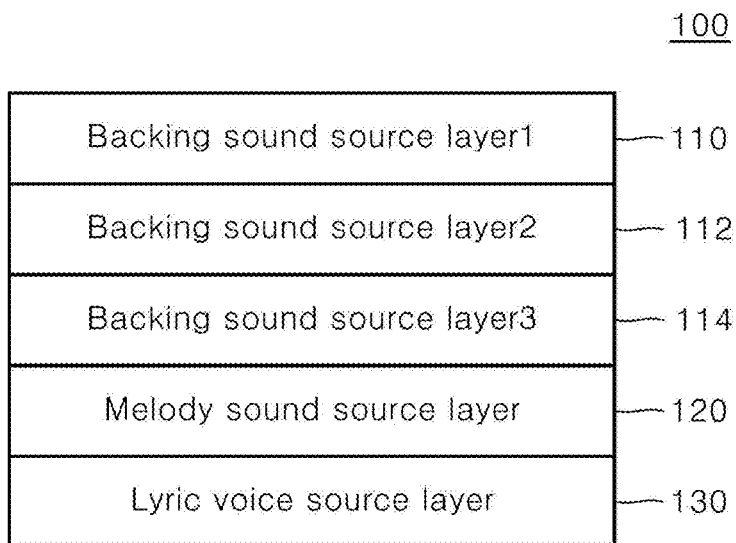 100
Backing sound source layer1 110
Backing sound source layer2 112
Backing sound source layer3 114
Melody sound source layer 120
Lyric voice source layer 130